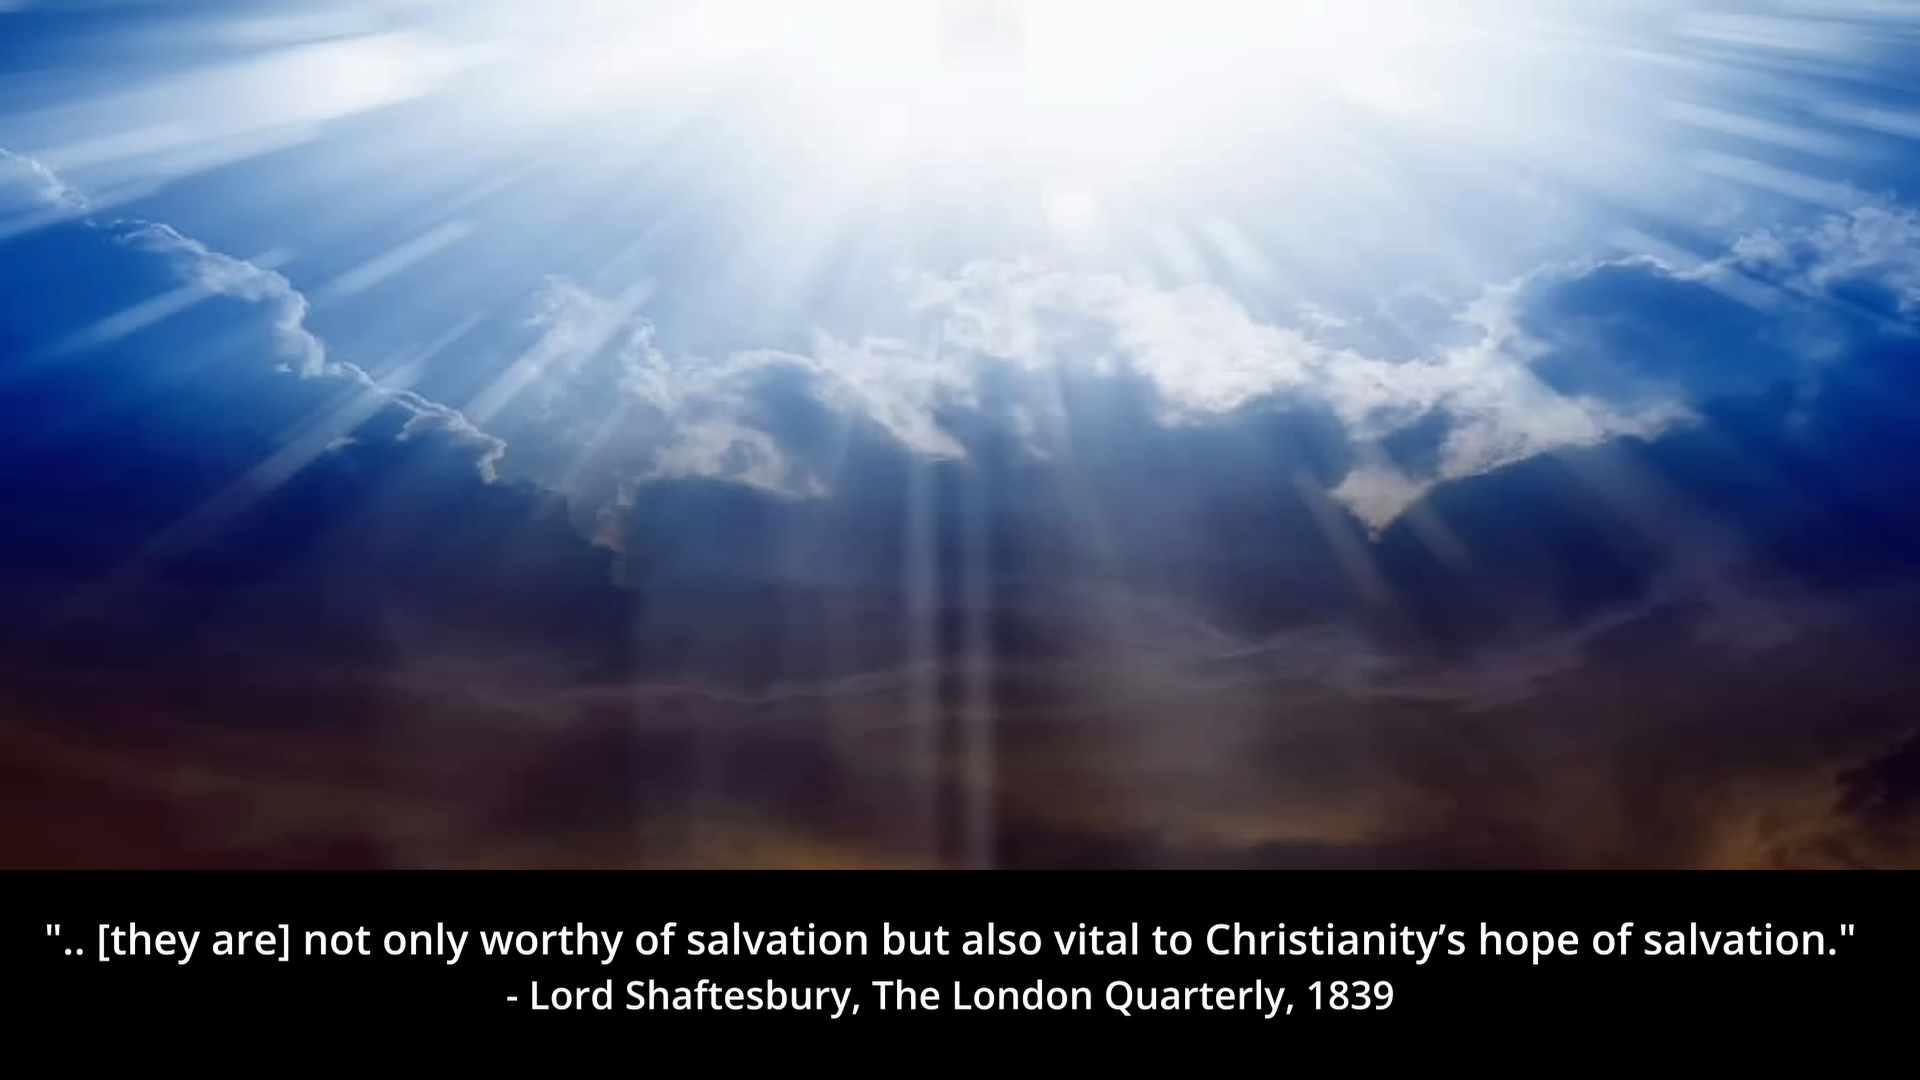 ".. [they are] not only worthy of salvation but also vital to Christianity’s hope of salvation."
- Lord Shaftesbury, The London Quarterly, 1839